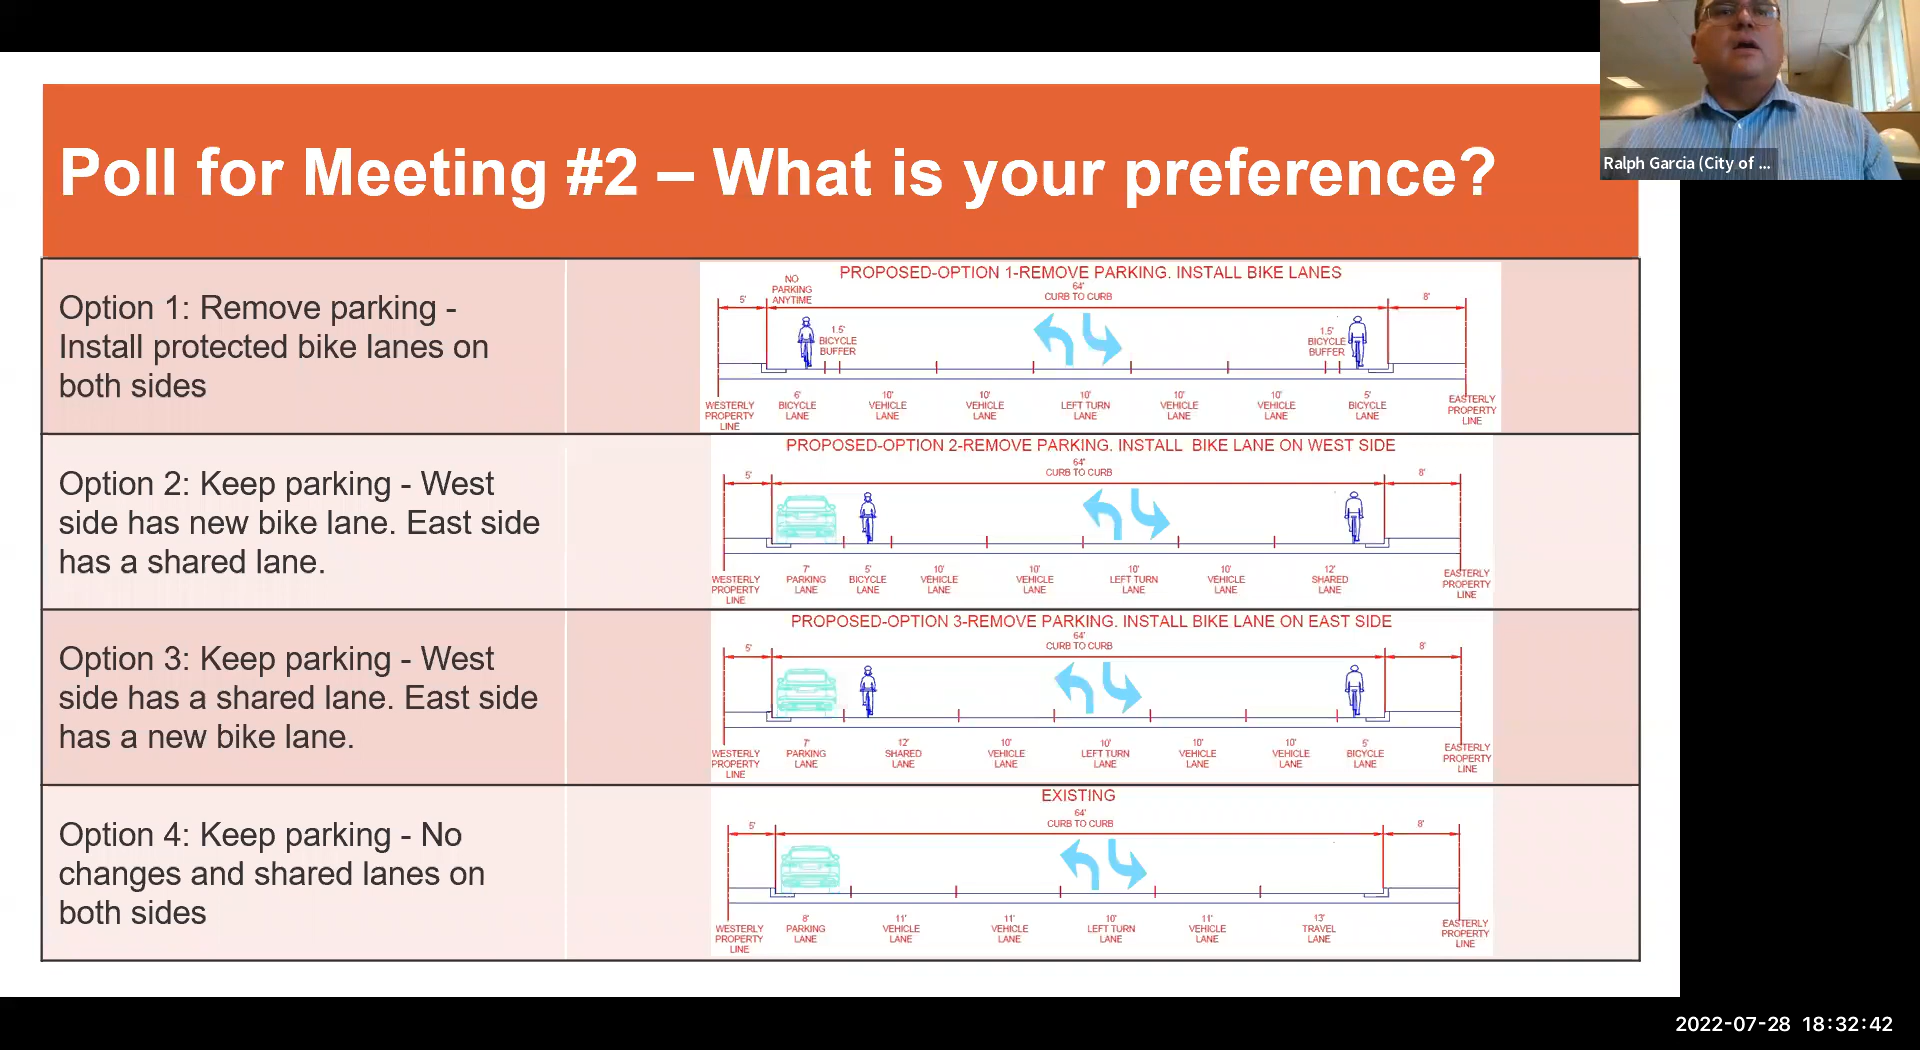 Poll for Meeting #2 – What is your preference?
Ralph Garcia (City of ...
Option 1: Remove parking -
Install protected bike lanes on
both sides
PROPOSED-OPTION 1-REMOVE PARKING. INSTALL BIKE LANES
NO
PARKING
ANYTIME
64'
CURB TO CURB
5'
8'
1.5'
BICYCLE
BUFFER
1.5'
BICYCLE
BUFFER
WESTERLY
PROPERTY
LINE
6'
BICYCLE
LANE
10'
VEHICLE
LANE
10'
VEHICLE
LANE
10'
LEFT TURN
LANE
10'
VEHICLE
LANE
10'
VEHICLE
LANE
5'
BICYCLE
LANE
EASTERLY
PROPERTY
LINE
Option 2: Keep parking - West
side has new bike lane. East side
has a shared lane.
PROPOSED-OPTION 2-REMOVE PARKING. INSTALL BIKE LANE ON WEST SIDE
64'
CURB TO CURB
5'
8'
WESTERLY
PROPERTY
LINE
7'
PARKING
LANE
5'
BICYCLE
LANE
10'
VEHICLE
LANE
10'
VEHICLE
LANE
10'
LEFT TURN
LANE
10'
VEHICLE
LANE
12'
SHARED
LANE
EASTERLY
PROPERTY
LINE
Option 3: Keep parking - West
side has a shared lane. East side
has a new bike lane.
PROPOSED-OPTION 3-REMOVE PARKING. INSTALL BIKE LANE ON EAST SIDE
64'
CURB TO CURB
5'
8'
WESTERLY
PROPERTY
LINE
7'
PARKING
LANE
12'
SHARED
LANE
10'
VEHICLE
LANE
10'
LEFT TURN
LANE
10'
VEHICLE
LANE
10'
VEHICLE
LANE
5'
BICYCLE
LANE
EASTERLY
PROPERTY
LINE
Option 4: Keep parking - No
changes and shared lanes on
both sides
EXISTING
64'
CURB TO CURB
5'
8'
WESTERLY
PROPERTY
LINE
8'
PARKING
LANE
11'
VEHICLE
LANE
11'
VEHICLE
LANE
10'
LEFT TURN
LANE
11'
VEHICLE
LANE
13'
TRAVEL
LANE
EASTERLY
PROPERTY
LINE
2022-07-28 18:32:42